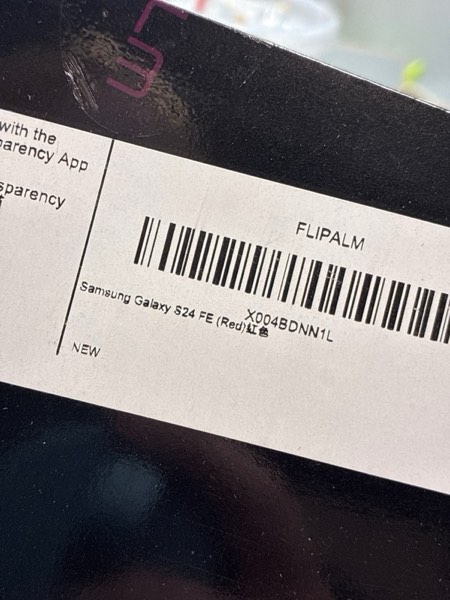 with the
parency App
sparency
FLIPALM
X004BDNN1L
Samsung Galaxy S24 FE (Red)红色
NEW